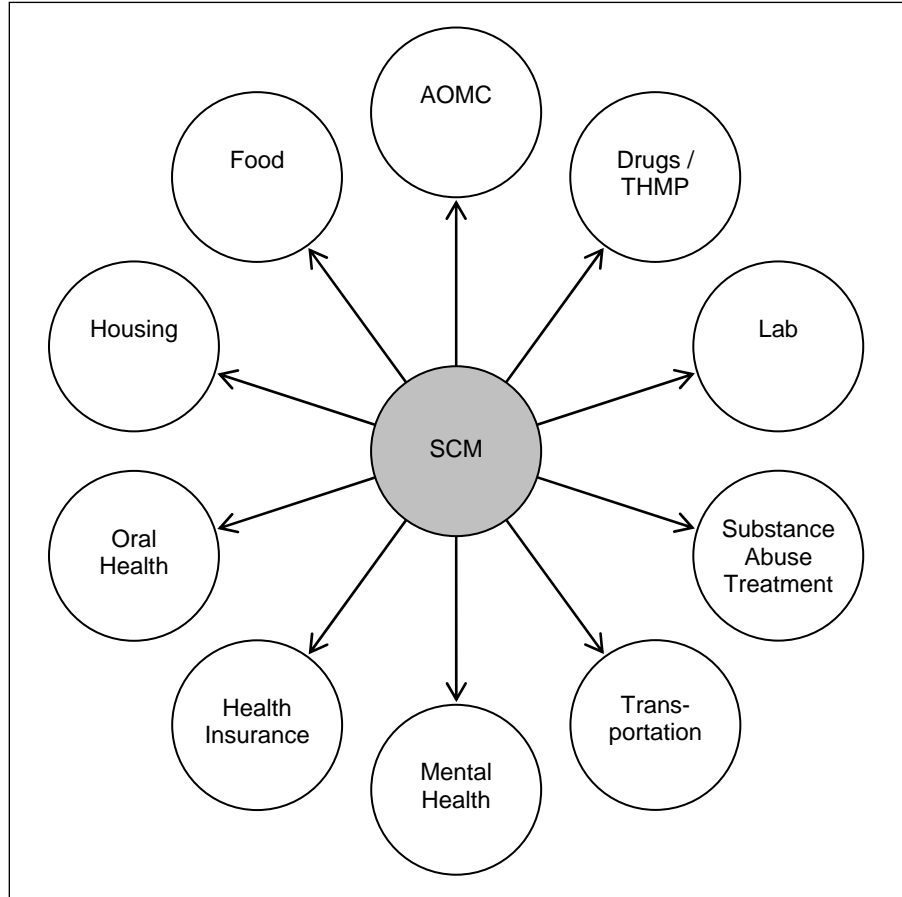 AOMC
Drugs /
THMP
Lab
Substance
Abuse
Treatment
Trans-
portation
Mental
Health
Health
Insurance
Oral
Health
Housing
Food
SCM